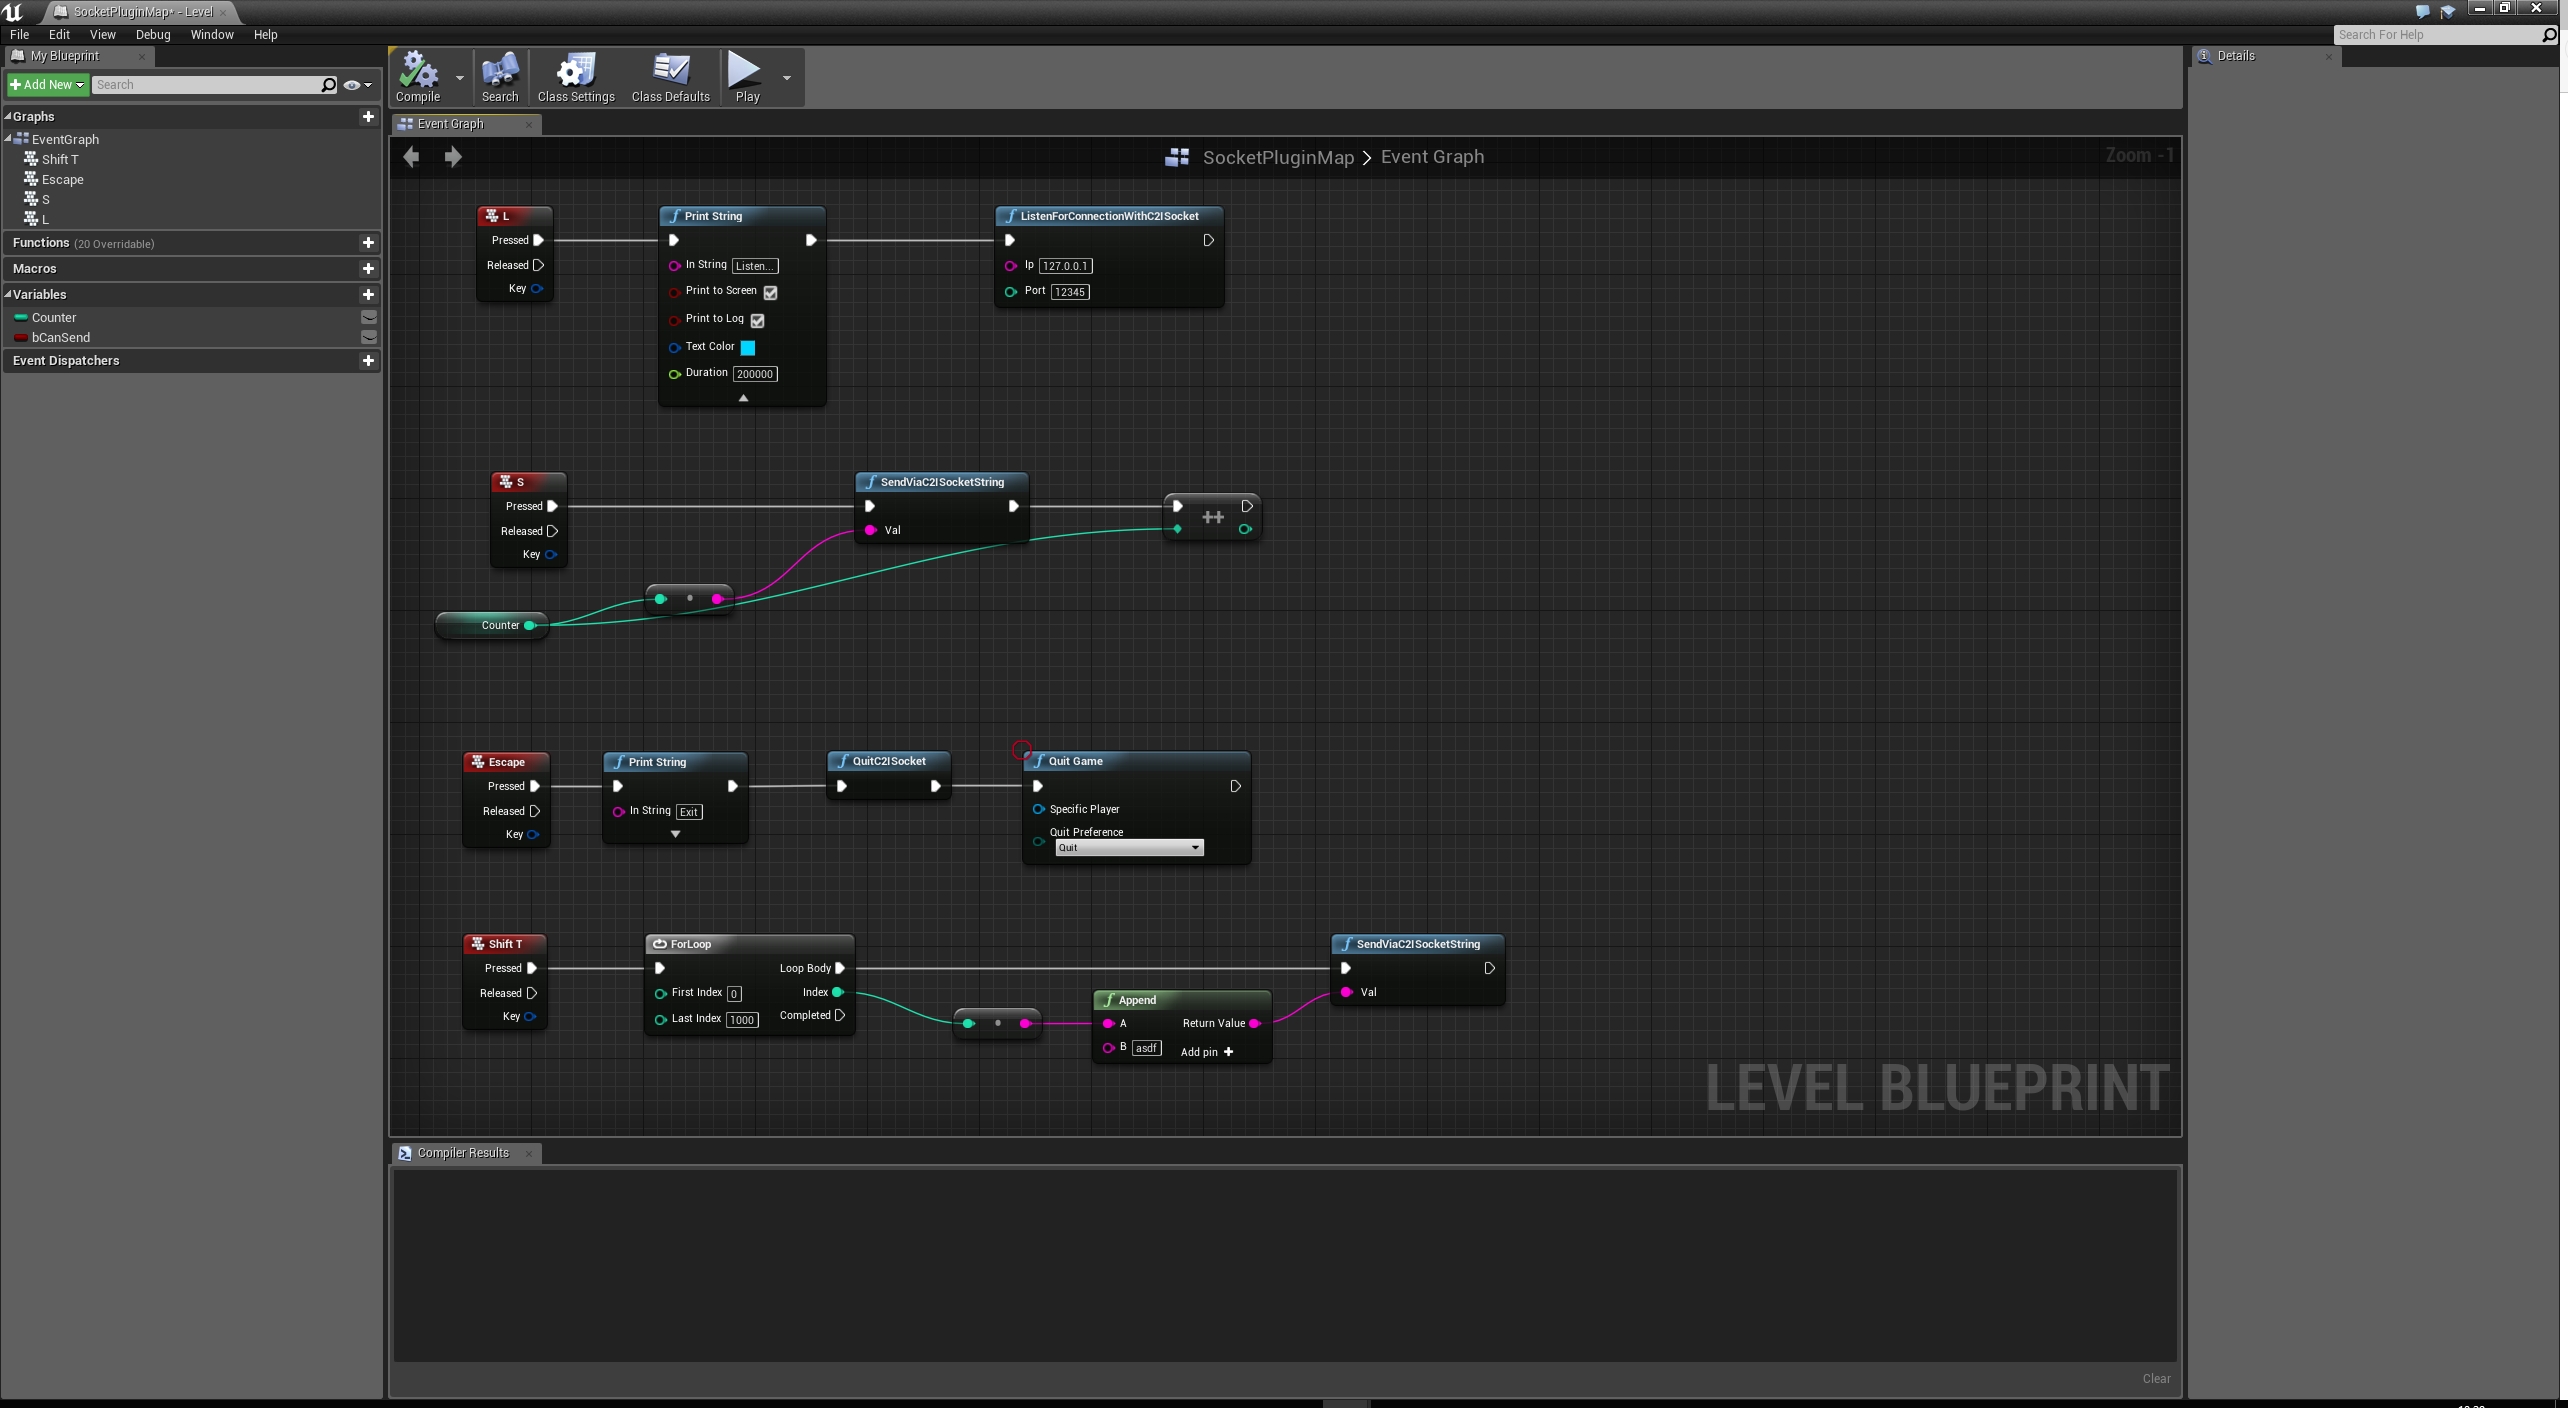 SocketPluginMap* - Level
File Edit View Debug Window Help
Search For Help
My Blueprint
Details
Add New
Search
Compile
Search
Class Settings
Class Defaults
Play
Graphs
EventGraph
Shift T
Escape
S
L
Functions (20 Overridable)
Macros
Variables
Counter
bCanSend
Event Dispatchers
Event Graph
SocketPluginMap > Event Graph
Zoom -1
L
Pressed
Released
Key
Print String
In String Listen...
Print to Screen
Print to Log
Text Color
Duration 200000
ListenForConnectionWithC2ISocket
Ip 127.0.0.1
Port 12345
S
Pressed
Released
Key
SendViaC2ISocketString
Val
++
Counter
Escape
Pressed
Released
Key
Print String
In String Exit
QuitC2ISocket
Quit Game
Specific Player
Quit Preference
Quit
Shift T
Pressed
Released
Key
ForLoop
Loop Body
First Index 0
Index
Last Index 1000
Completed
Append
A
Return Value
B asdf
Add pin +
SendViaC2ISocketString
Val
LEVEL BLUEPRINT
Compiler Results
Clear